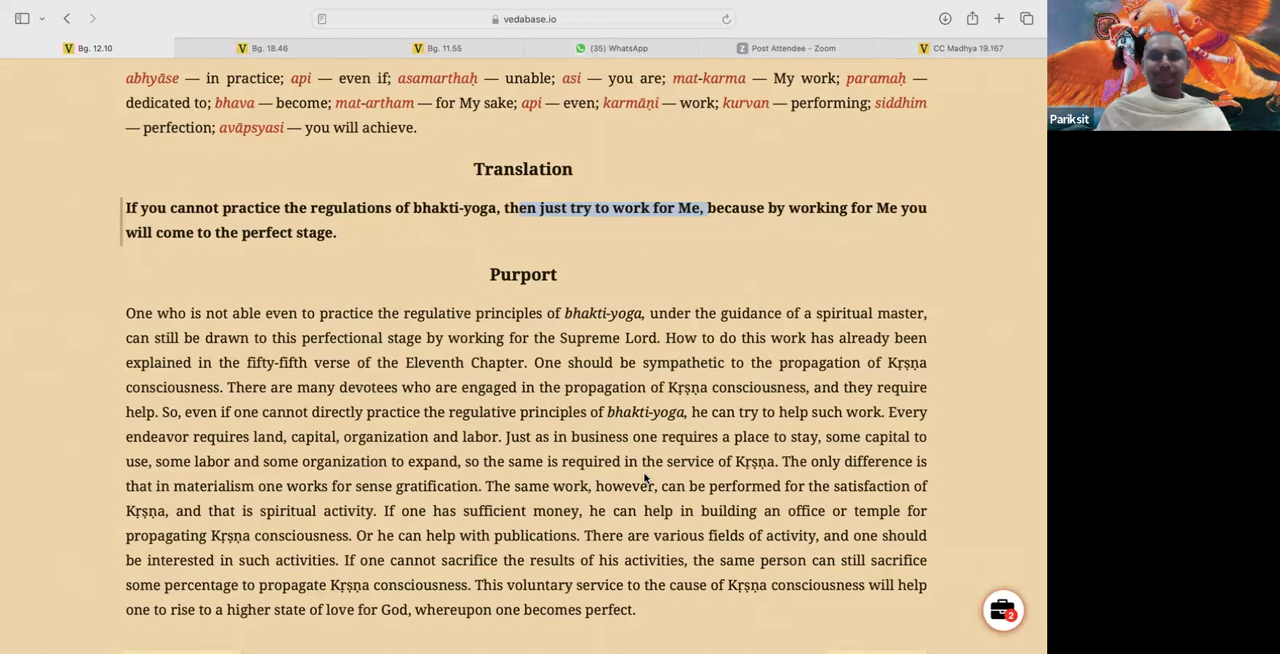 vedabase.io
Bg. 12.10
Bg. 18.46
Bg. 11.55
(35) WhatsApp
Post Attendee - Zoom
CC Madhya 19.167
abhyāse — in practice; api — even if; asamarthaḥ — unable; asi — you are; mat-karma — My work; paramaḥ —
dedicated to; bhava — become; mat-artham — for My sake; api — even; karmāṇi — work; kurvan — performing; siddhim
— perfection; avāpsyasi — you will achieve.
Translation
If you cannot practice the regulations of bhakti-yoga, then just try to work for Me, because by working for Me you
will come to the perfect stage.
Purport
One who is not able even to practice the regulative principles of bhakti-yoga, under the guidance of a spiritual master,
can still be drawn to this perfectional stage by working for the Supreme Lord. How to do this work has already been
explained in the fifty-fifth verse of the Eleventh Chapter. One should be sympathetic to the propagation of Kṛṣṇa
consciousness. There are many devotees who are engaged in the propagation of Kṛṣṇa consciousness, and they require
help. So, even if one cannot directly practice the regulative principles of bhakti-yoga, he can try to help such work. Every
endeavor requires land, capital, organization and labor. Just as in business one requires a place to stay, some capital to
use, some labor and some organization to expand, so the same is required in the service of Kṛṣṇa. The only difference is
that in materialism one works for sense gratification. The same work, however, can be performed for the satisfaction of
Kṛṣṇa, and that is spiritual activity. If one has sufficient money, he can help in building an office or temple for
propagating Kṛṣṇa consciousness. Or he can help with publications. There are various fields of activity, and one should
be interested in such activities. If one cannot sacrifice the results of his activities, the same person can still sacrifice
some percentage to propagate Kṛṣṇa consciousness. This voluntary service to the cause of Kṛṣṇa consciousness will help
one to rise to a higher state of love for God, whereupon one becomes perfect.
2
Pariksit